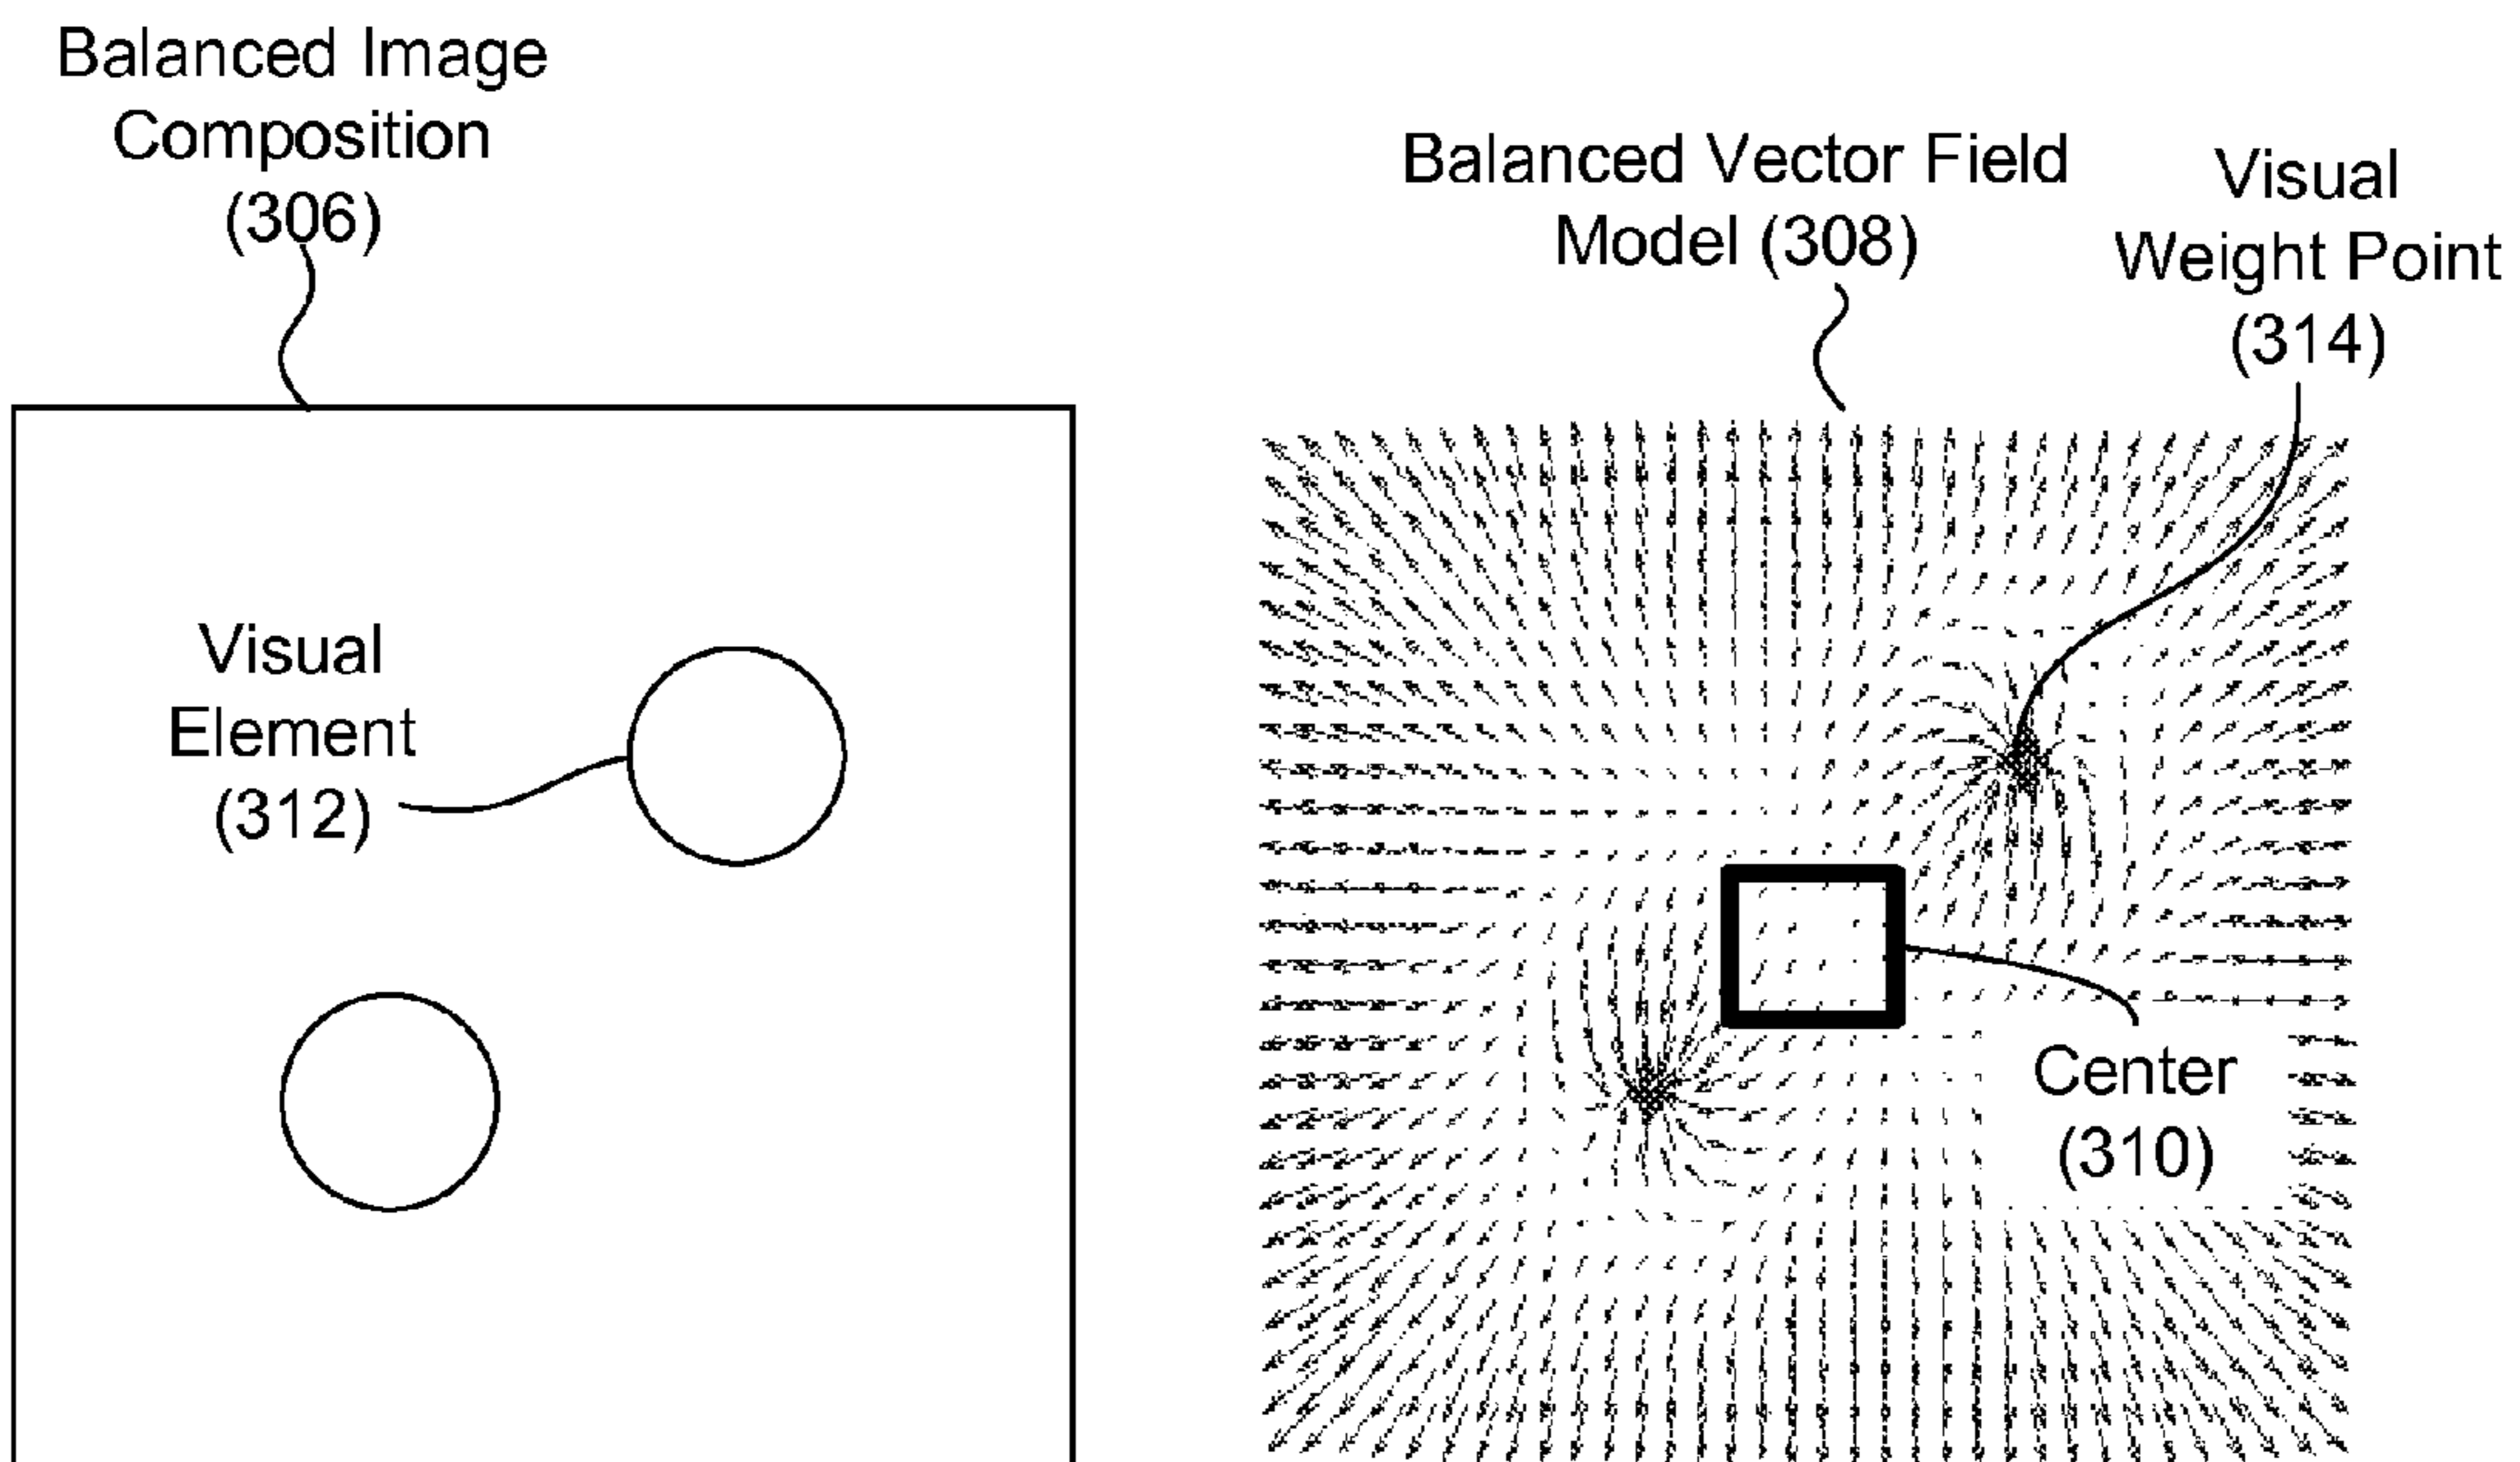 Balanced Image
Composition
(306)
Balanced Vector Field
Model (308)
Visual
Weight Point
(314)
Visual
Element
(312)
Center
(310)